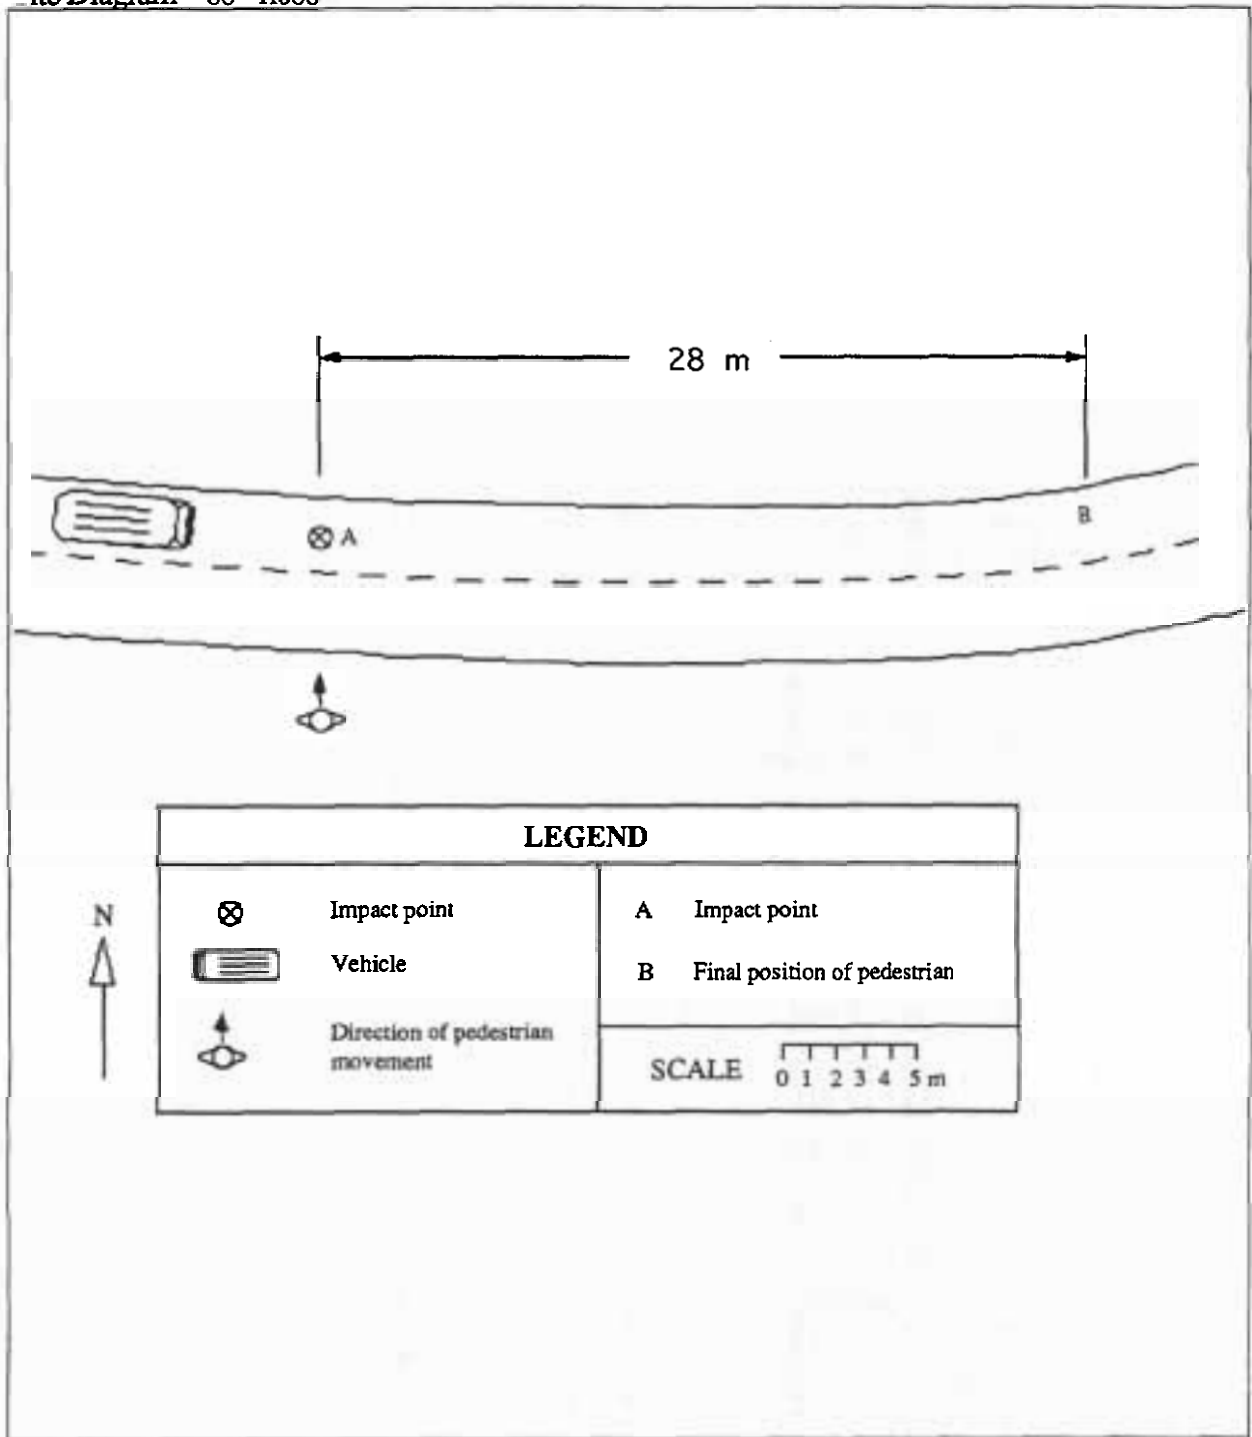 Diagram
28 m
A
B
LEGEND
Impact point
Vehicle
Direction of pedestrian
movement
A Impact point
B Final position of pedestrian
SCALE 0 1 2 3 4 5 m
N